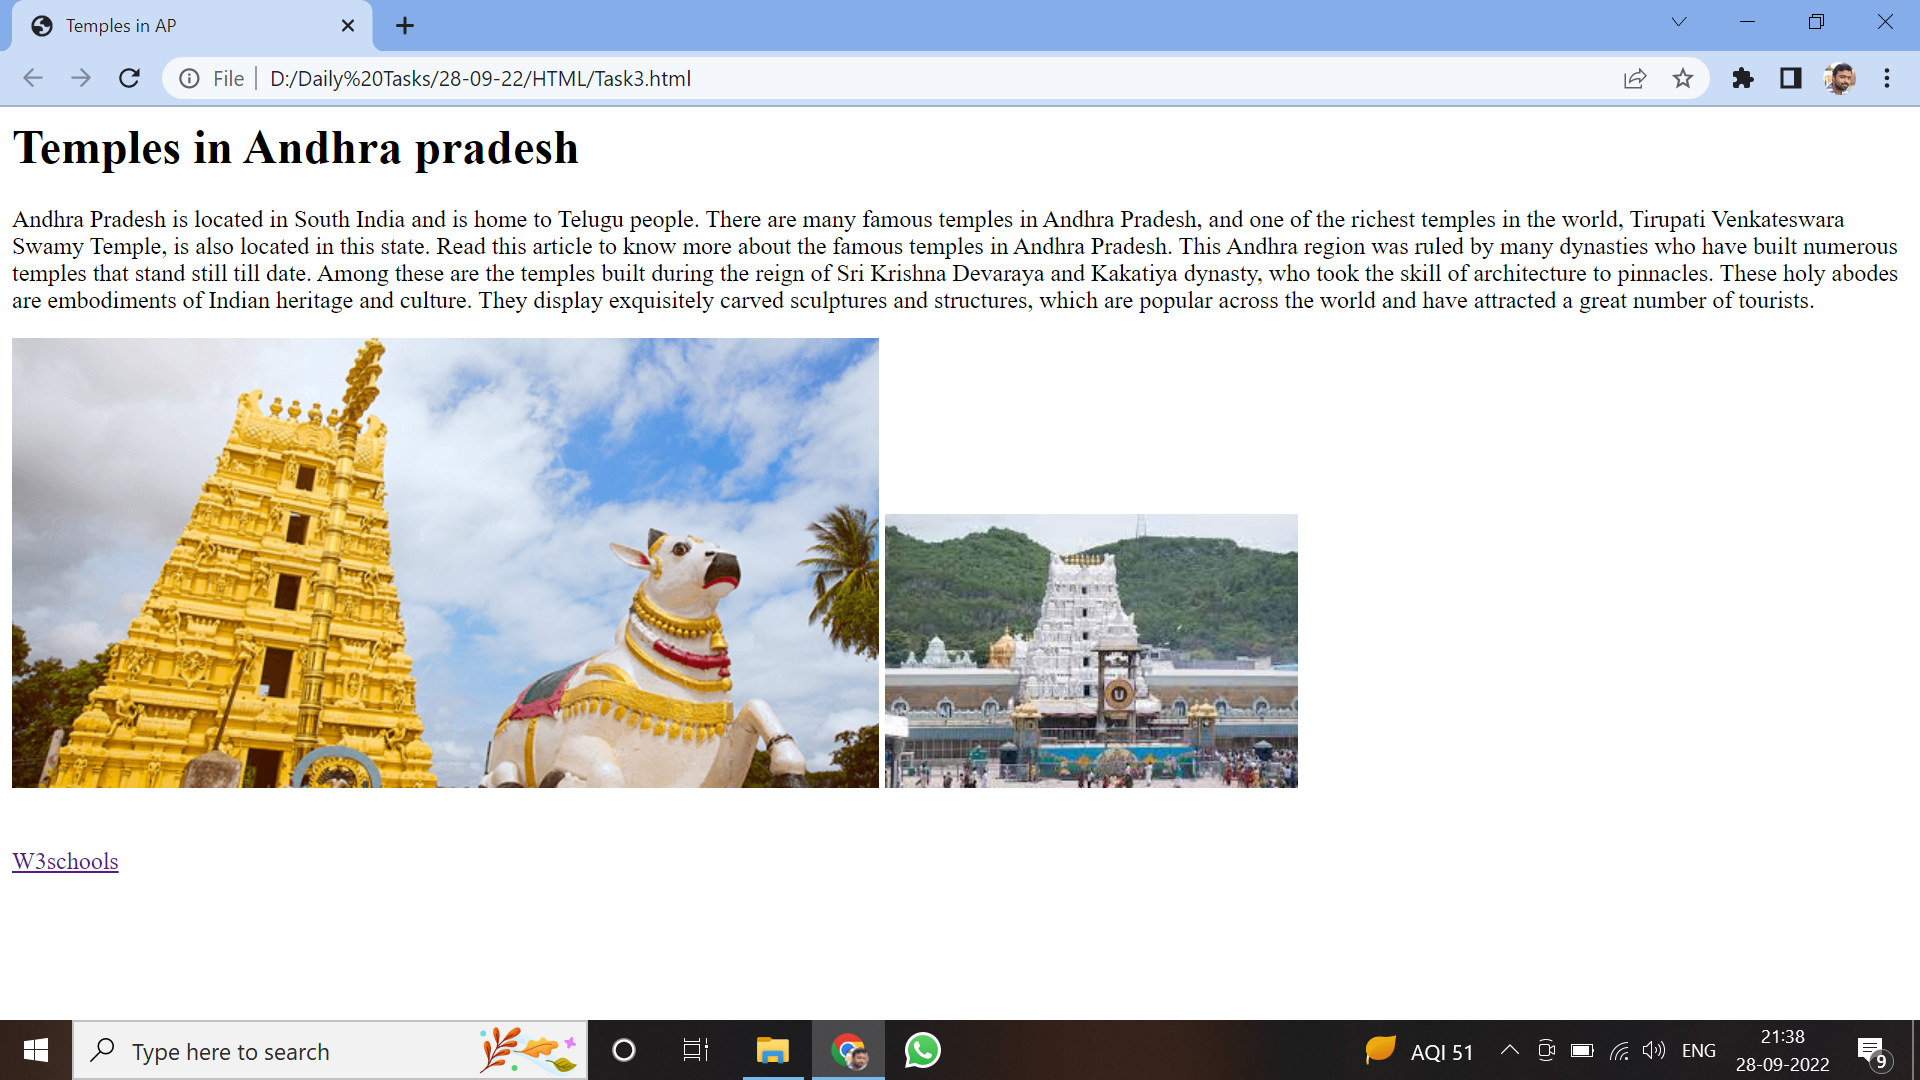 Temples in AP
File
D:/Daily%20Tasks/28-09-22/HTML/Task3.html
Temples in Andhra pradesh
Andhra Pradesh is located in South India and is home to Telugu people. There are many famous temples in Andhra Pradesh, and one of the richest temples in the world, Tirupati Venkateswara
Swamy Temple, is also located in this state. Read this article to know more about the famous temples in Andhra Pradesh. This Andhra region was ruled by many dynasties who have built numerous
temples that stand still till date. Among these are the temples built during the reign of Sri Krishna Devaraya and Kakatiya dynasty, who took the skill of architecture to pinnacles. These holy abodes
are embodiments of Indian heritage and culture. They display exquisitely carved sculptures and structures, which are popular across the world and have attracted a great number of tourists.
W3schools
Type here to search
AQI 51
ENG
21:38
28-09-2022
9